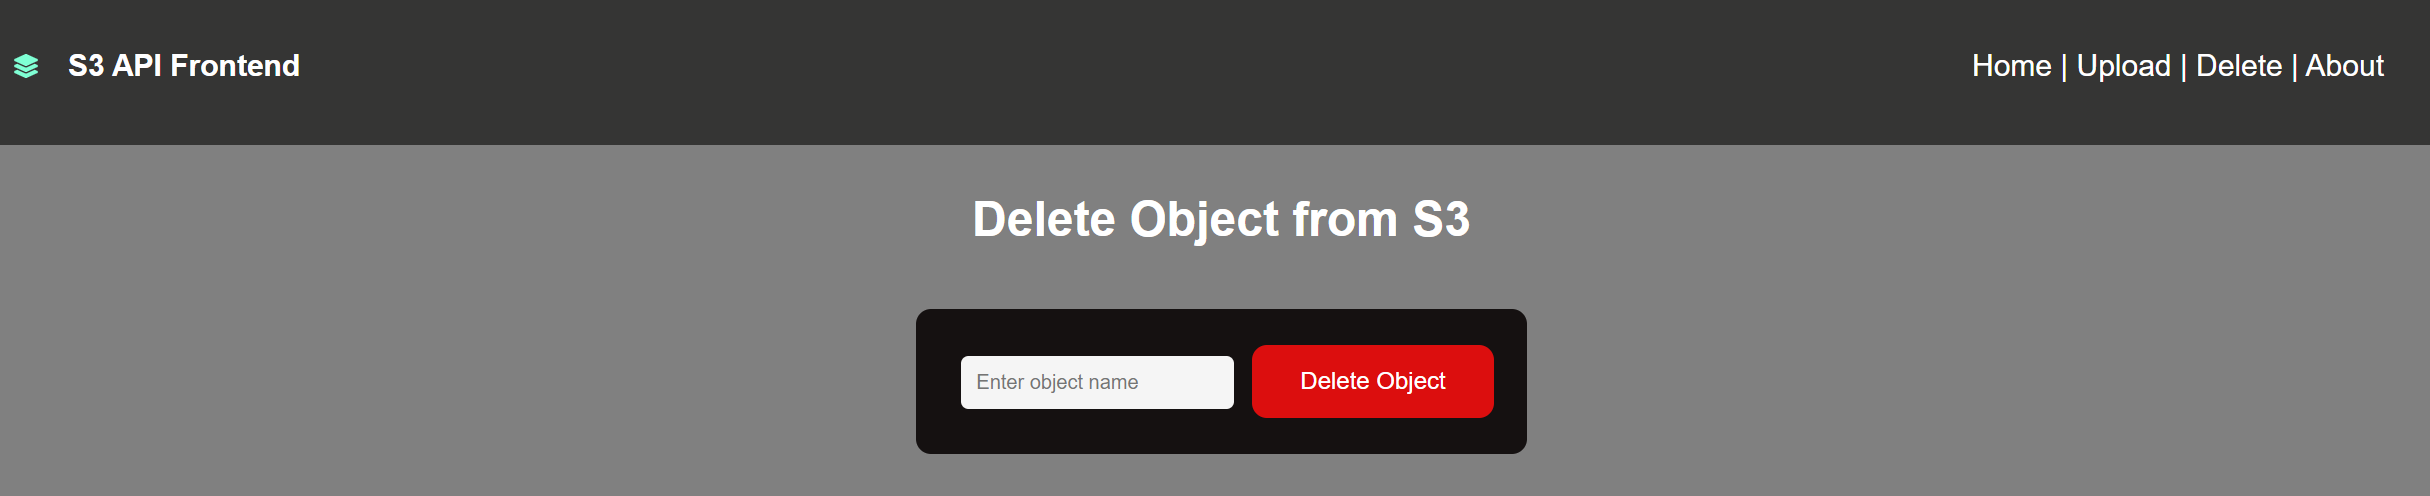 S3 API Frontend
Home | Upload | Delete | About
Delete Object from S3
Enter object name
Delete Object